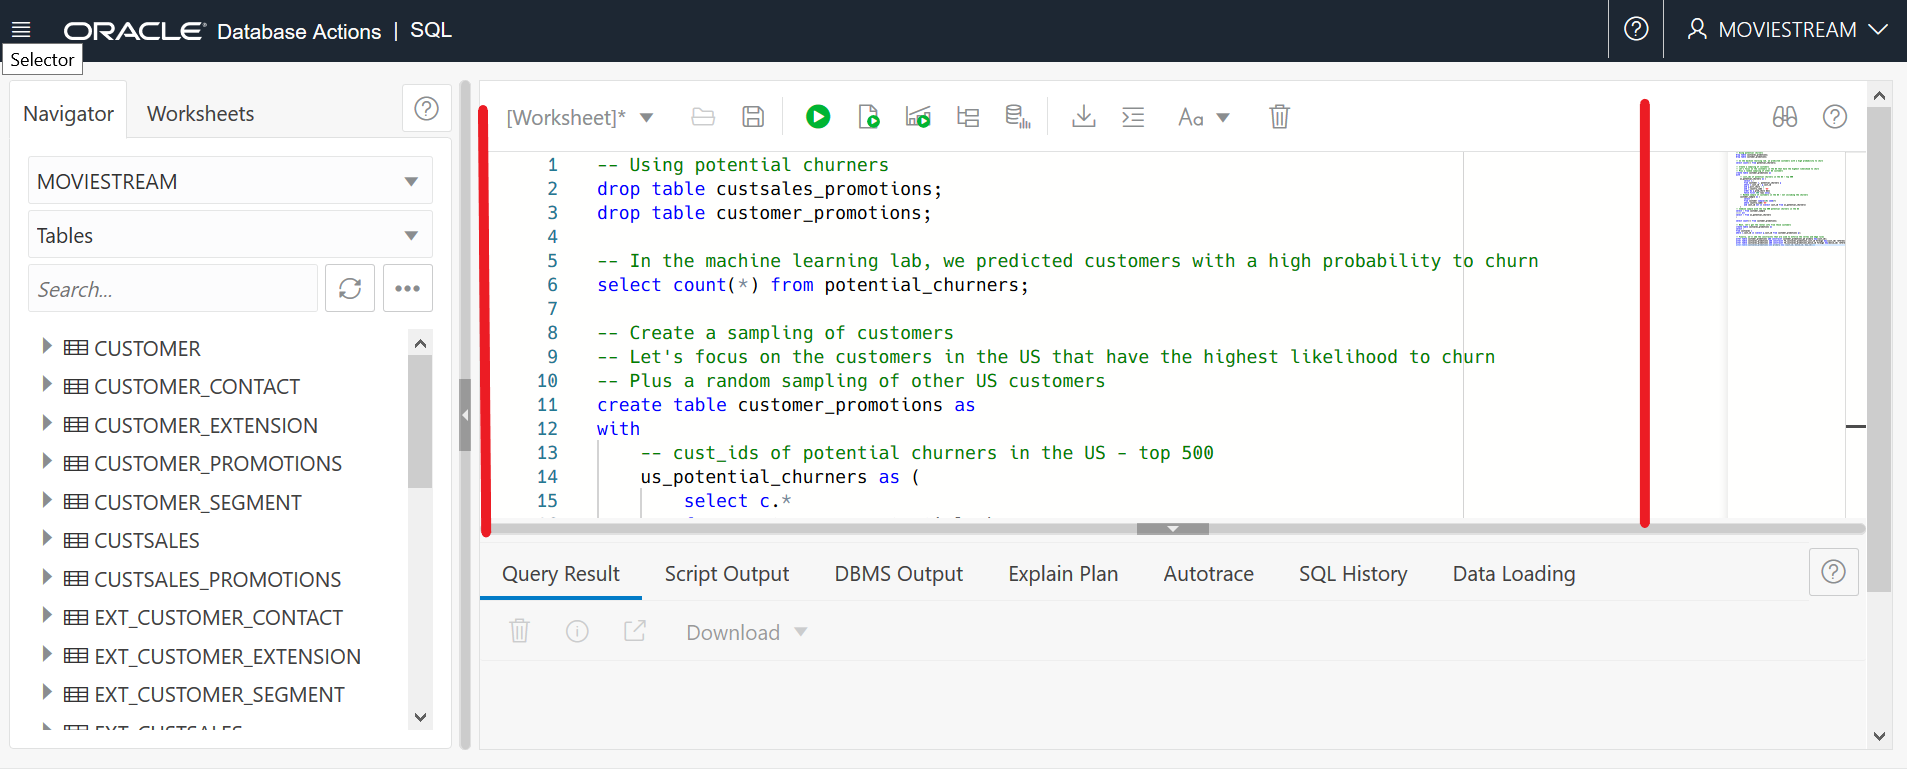 ORACLE Database Actions | SQL
MOVIESTREAM
Selector
Navigator
Worksheets
MOVIESTREAM
Tables
Search...
CUSTOMER
CUSTOMER_CONTACT
CUSTOMER_EXTENSION
CUSTOMER_PROMOTIONS
CUSTOMER_SEGMENT
CUSTSALES
CUSTSALES_PROMOTIONS
EXT_CUSTOMER_CONTACT
EXT_CUSTOMER_EXTENSION
EXT_CUSTOMER_SEGMENT
EXT_CUSTSALES
[Worksheet]*
Aa
1 -- Using potential churners
2 drop table custsales_promotions;
3 drop table customer_promotions;
4
5 -- In the machine learning lab, we predicted customers with a high probability to churn
6 select count(*) from potential_churners;
7
8 -- Create a sampling of customers
9 -- Let's focus on the customers in the US that have the highest likelihood to churn
10 -- Plus a random sampling of other US customers
11 create table customer_promotions as
12 with
13 -- cust_ids of potential churners in the US - top 500
14 us_potential_churners as (
15 select c.*
Query Result
Script Output
DBMS Output
Explain Plan
Autotrace
SQL History
Data Loading
Download